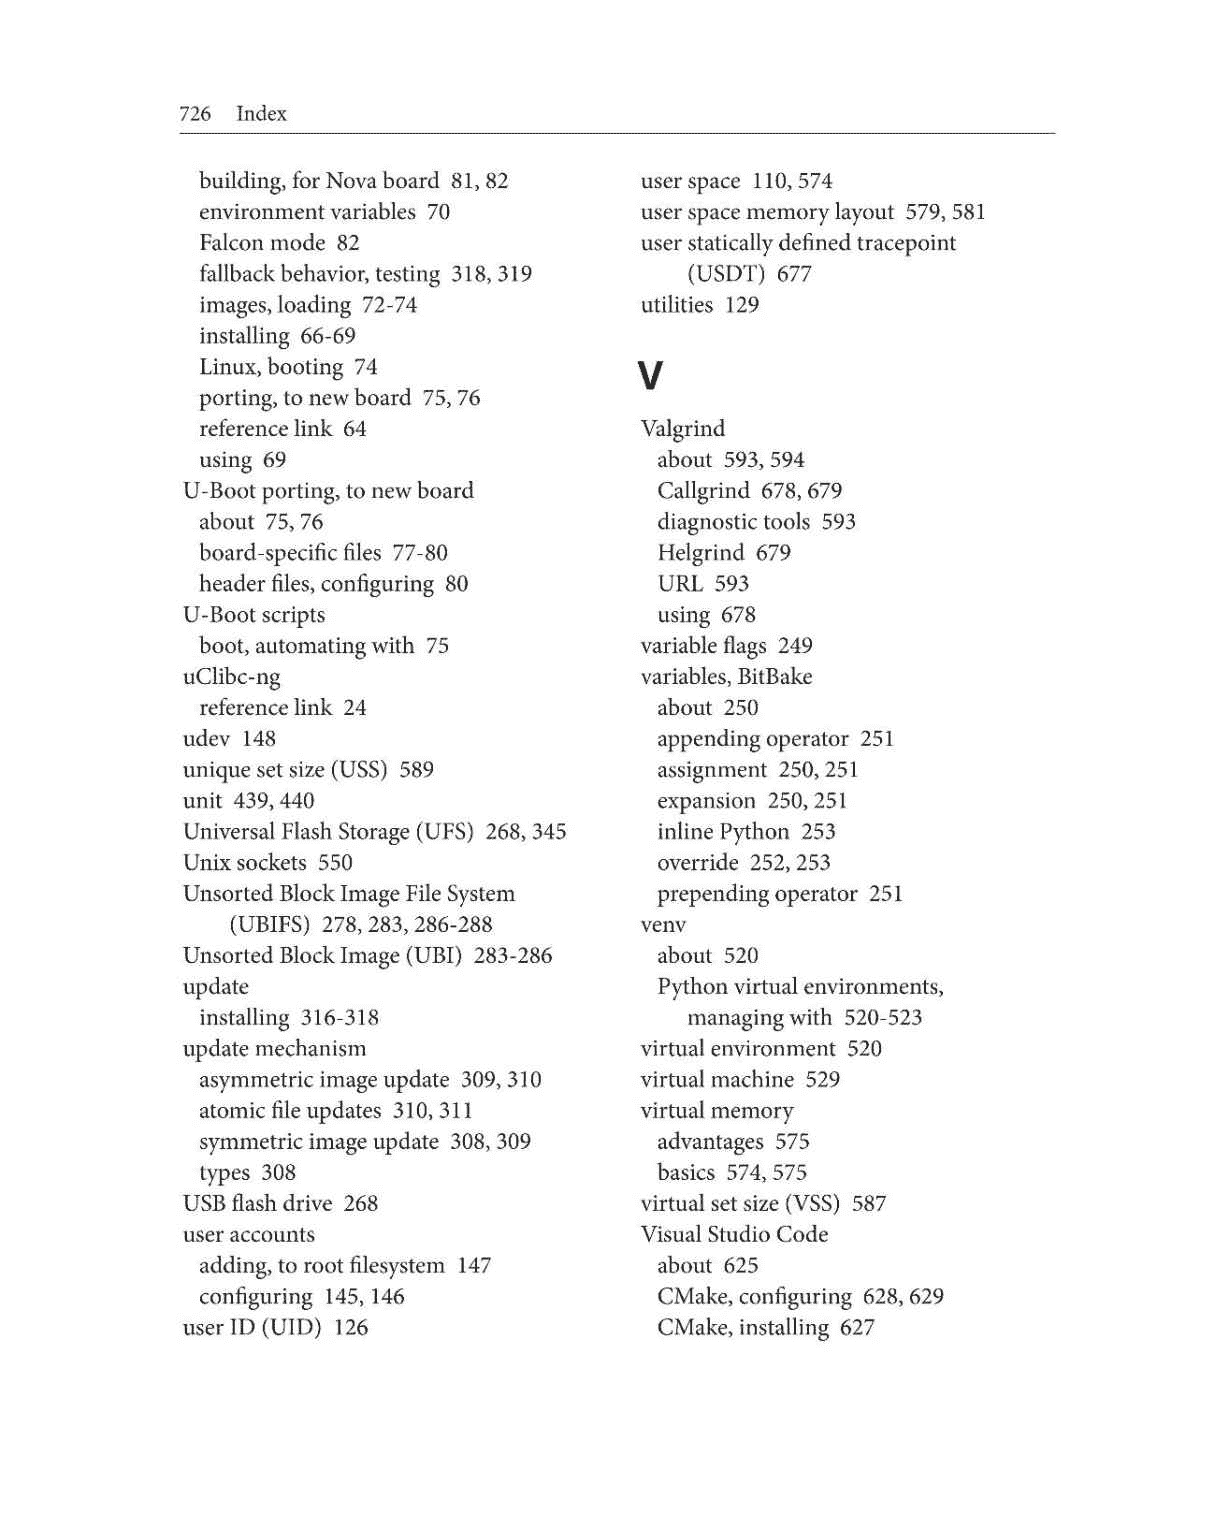 726 Index
building, for Nova board 81, 82
environment variables 70
Falcon mode 82
fallback behavior, testing 318, 319
images, loading 72-74
installing 66-69
Linux, booting 74
porting, to new board 75, 76
reference link 64
using 69
U-Boot porting, to new board
about 75, 76
board-specific files 77-80
header files, configuring 80
U-Boot scripts
boot, automating with 75
uClibc-ng
reference link 24
udev 148
unique set size (USS) 589
unit 439, 440
Universal Flash Storage (UFS) 268, 345
Unix sockets 550
Unsorted Block Image File System
(UBIFS) 278, 283, 286-288
Unsorted Block Image (UBI) 283-286
update
installing 316-318
update mechanism
asymmetric image update 309, 310
atomic file updates 310, 311
symmetric image update 308, 309
types 308
USB flash drive 268
user accounts
adding, to root filesystem 147
configuring 145, 146
user ID (UID) 126
user space 110, 574
user space memory layout 579, 581
user statically defined tracepoint
(USDT) 677
utilities 129
V
Valgrind
about 593, 594
Callgrind 678, 679
diagnostic tools 593
Helgrind 679
URL 593
using 678
variable flags 249
variables, BitBake
about 250
appending operator 251
assignment 250, 251
expansion 250, 251
inline Python 253
override 252, 253
prepending operator 251
venv
about 520
Python virtual environments,
managing with 520-523
virtual environment 520
virtual machine 529
virtual memory
advantages 575
basics 574, 575
virtual set size (VSS) 587
Visual Studio Code
about 625
CMake, configuring 628, 629
CMake, installing 627